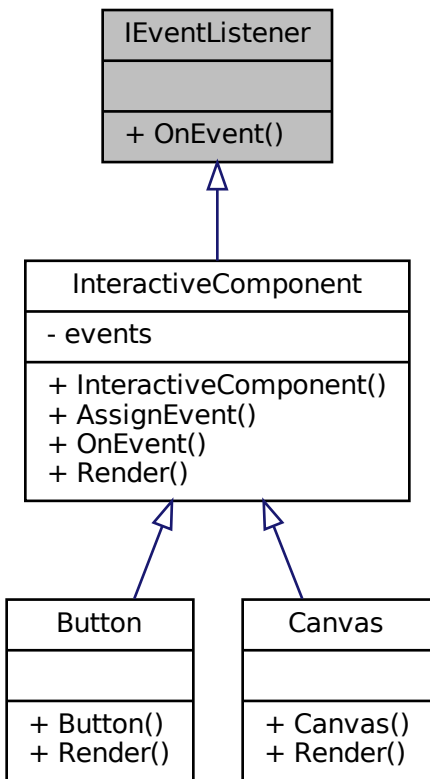 IEventListener
+ OnEvent()
InteractiveComponent
- events
+ InteractiveComponent()
+ AssignEvent()
+ OnEvent()
+ Render()
Button
+ Button()
+ Render()
Canvas
+ Canvas()
+ Render()